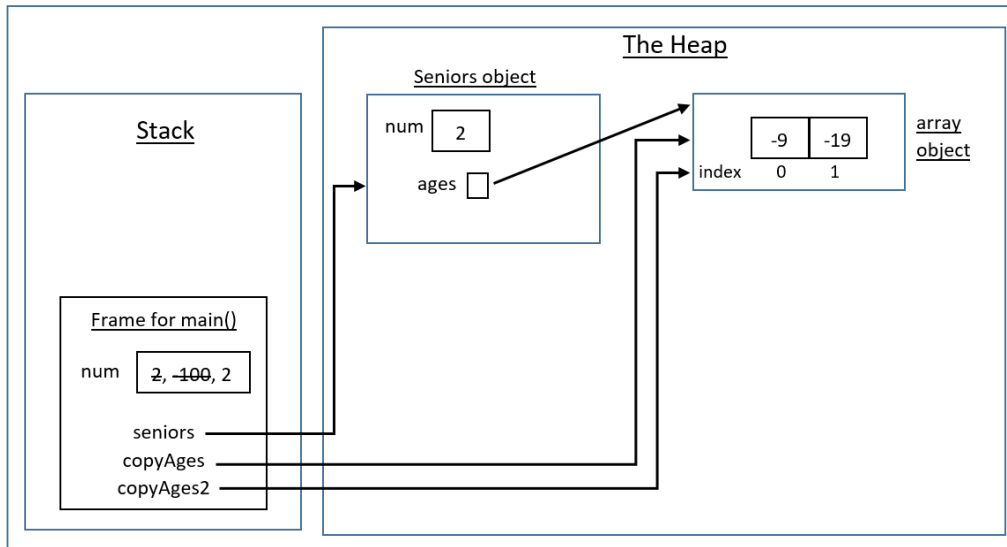 The Heap
Stack
Seniors object
num 2
ages
-9 -19
index 0 1
array
object
Frame for main()
num 2, -100, 2
seniors
copyAges
copyAges2